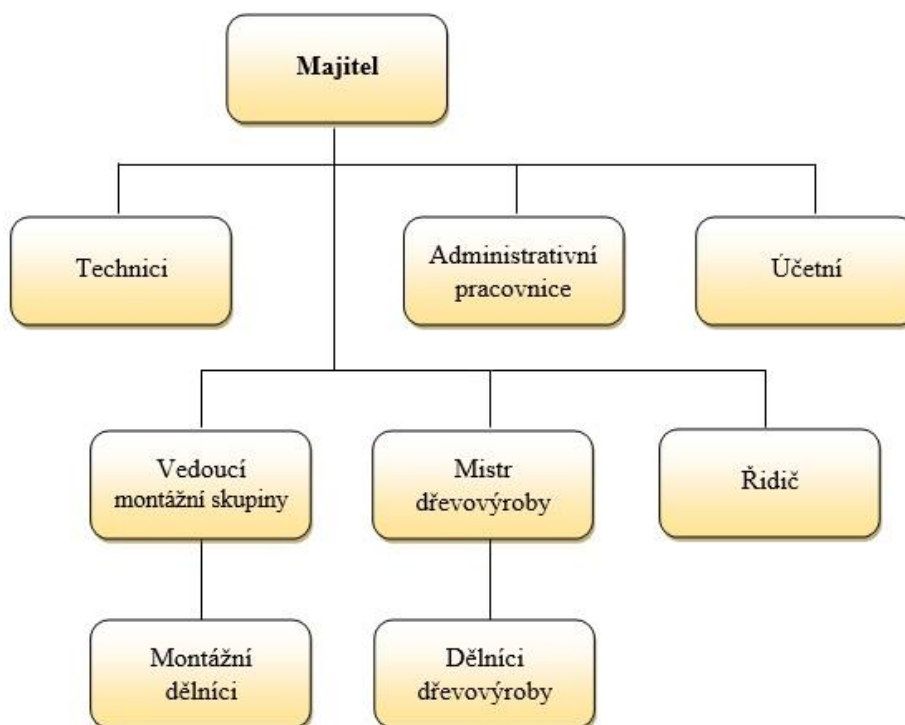 Majitel
Technici
Administrativní
pracovnice
Účetní
Vedoucí
montážní skupiny
Mistr
dřevovýroby
Řidič
Montážní
dělníci
Dělníci
dřevovýroby